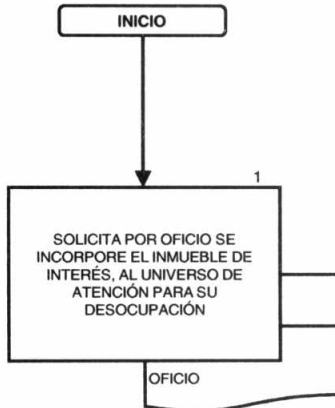 INICIO
1
SOLICITA POR OFICIO SE
INCORPORE EL INMUEBLE DE
INTERÉS, AL UNIVERSO DE
ATENCIÓN PARA SU
DESOCUPACIÓN
OFICIO